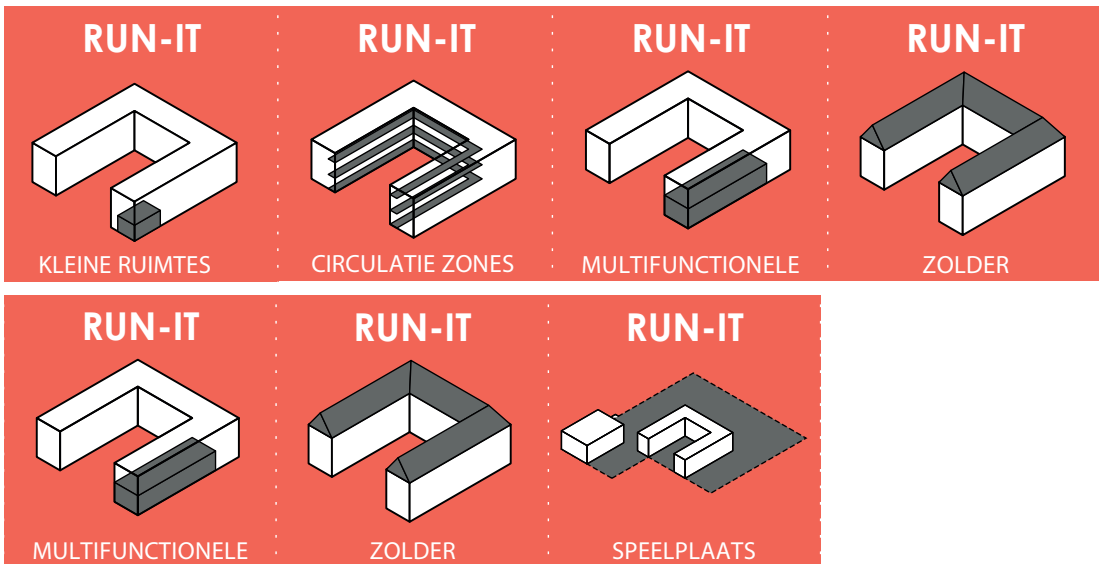 RUN-IT
RUN-IT
RUN-IT
RUN-IT
KLEINE RUIMTES
CIRCULATIE ZONES
MULTIFUNCTIONELE
ZOLDER
RUN-IT
RUN-IT
RUN-IT
MULTIFUNCTIONELE
ZOLDER
SPEELPLAATS